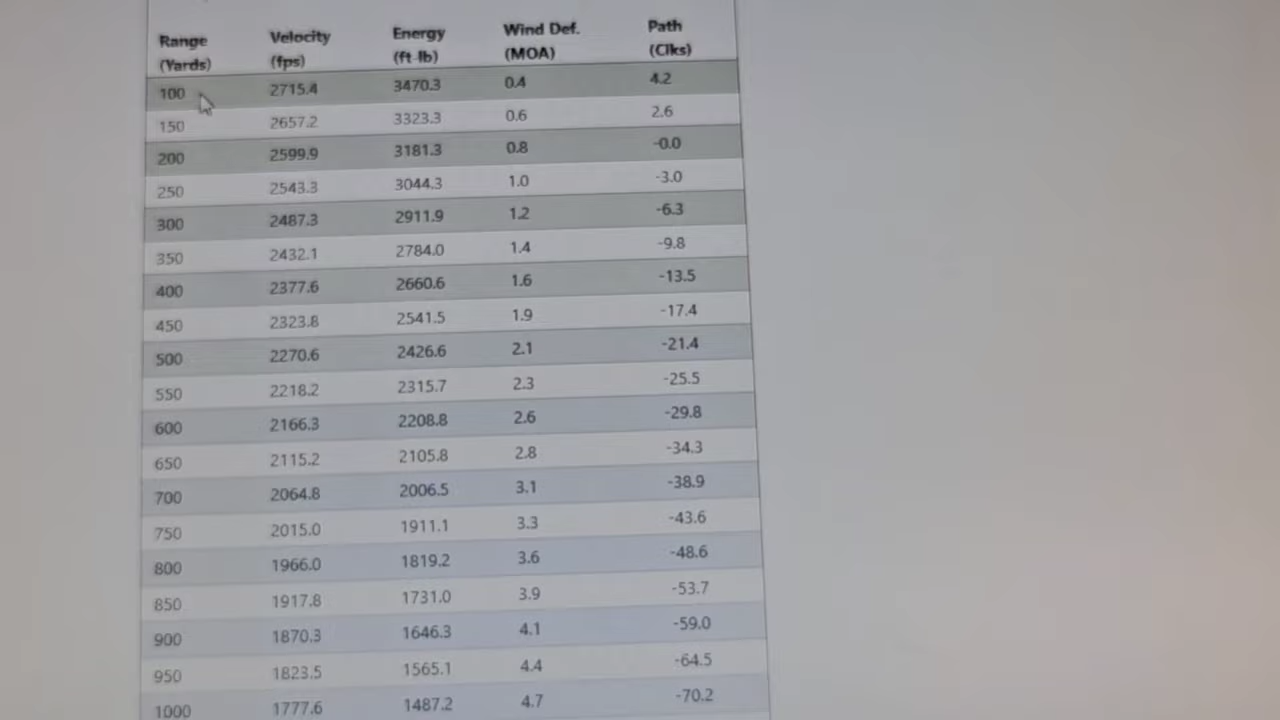 Range (Yards) Velocity (fps) Energy (ft-lb) Wind Def. (MOA) Path (Clks)
100 2715.4 3470.3 0.4 4.2
150 2657.2 3323.3 0.6 2.6
200 2599.9 3181.3 0.8 -0.0
250 2543.3 3044.3 1.0 -3.0
300 2487.3 2911.9 1.2 -6.3
350 2432.1 2784.0 1.4 -9.8
400 2377.6 2660.6 1.6 -13.5
450 2323.8 2541.5 1.9 -17.4
500 2270.6 2426.6 2.1 -21.4
550 2218.2 2315.7 2.3 -25.5
600 2166.3 2208.8 2.6 -29.8
650 2115.2 2105.8 2.8 -34.3
700 2064.8 2006.5 3.1 -38.9
750 2015.0 1911.1 3.3 -43.6
800 1966.0 1819.2 3.6 -48.6
850 1917.8 1731.0 3.9 -53.7
900 1870.3 1646.3 4.1 -59.0
950 1823.5 1565.1 4.4 -64.5
1000 1777.6 1487.2 4.7 -70.2